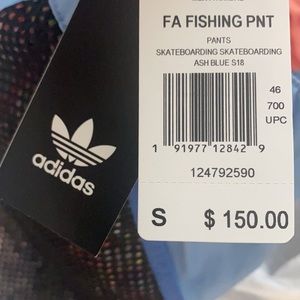 FA FISHING PNT
PANTS
SKATEBOARDING SKATEBOARDING
ASH BLUE S18
46
700
UPC
1 91977 12842 9
124792590
S $ 150.00
adidas